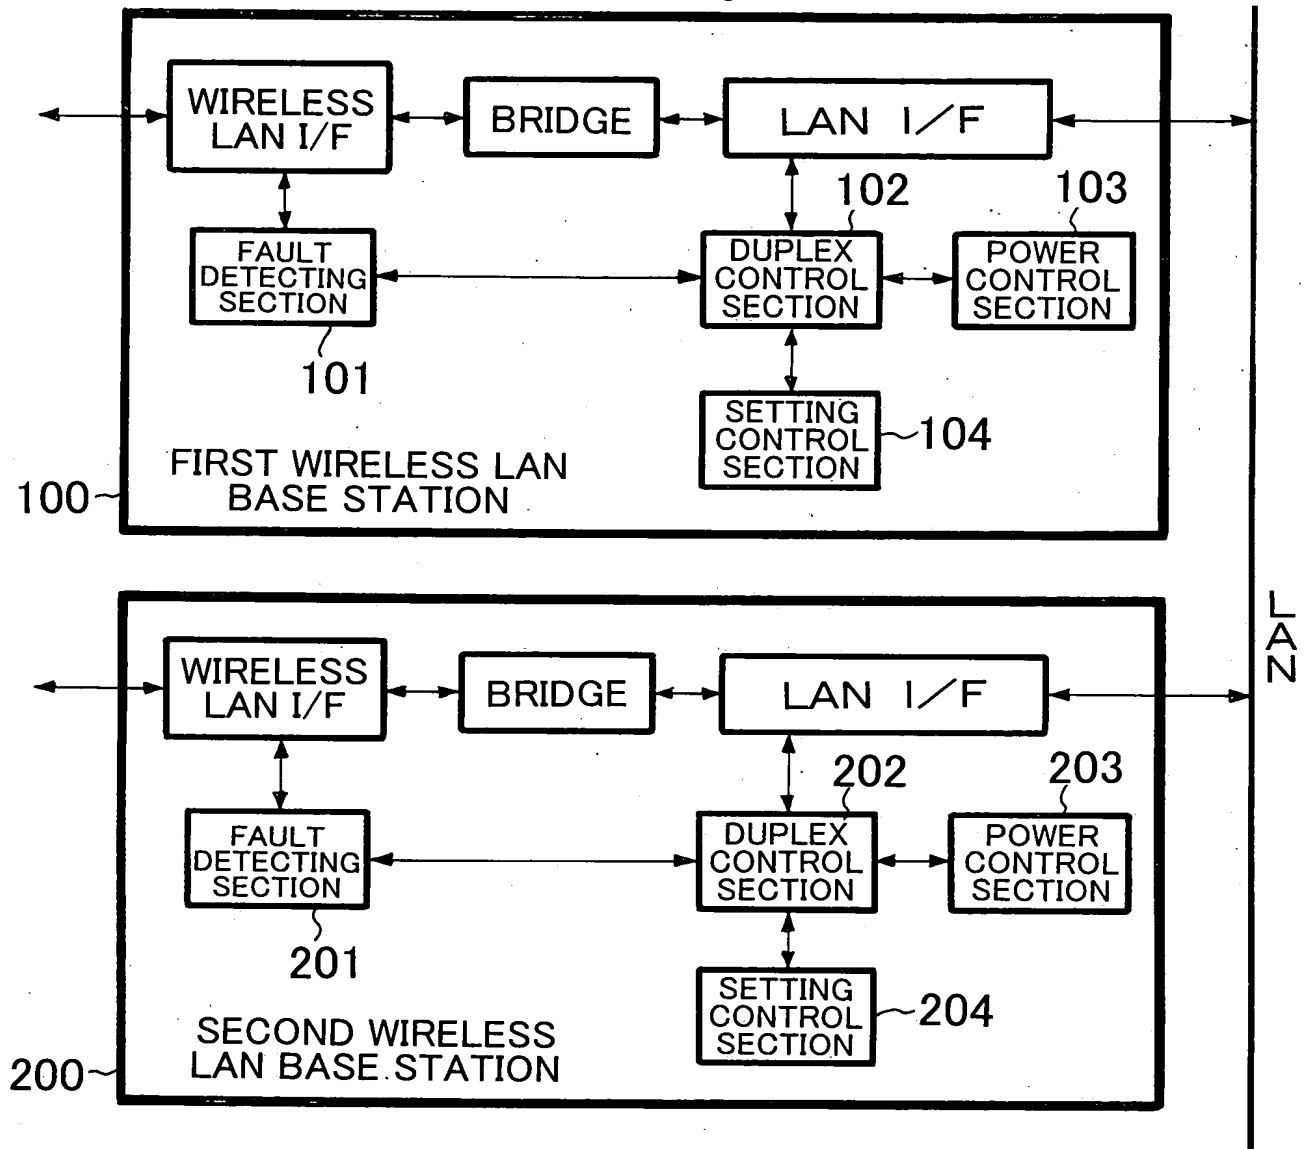 WIRELESS
LAN I/F
BRIDGE
LAN I/F
102
103
FAULT
DETECTING
SECTION
DUPLEX
CONTROL
SECTION
POWER
CONTROL
SECTION
101
SETTING
CONTROL
SECTION
104
FIRST WIRELESS LAN
BASE STATION
100
LAN
WIRELESS
LAN I/F
BRIDGE
LAN I/F
202
203
FAULT
DETECTING
SECTION
DUPLEX
CONTROL
SECTION
POWER
CONTROL
SECTION
201
SETTING
CONTROL
SECTION
204
SECOND WIRELESS
LAN BASE STATION
200